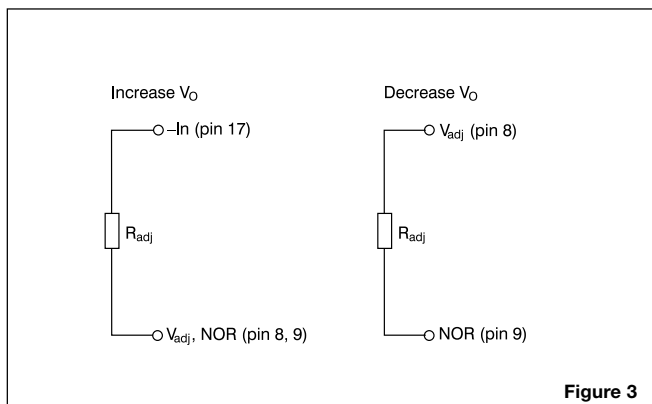 Increase VO
–In (pin 17)
Radj
Vadj, NOR (pin 8, 9)
Decrease VO
Vadj (pin 8)
Radj
NOR (pin 9)
Figure 3